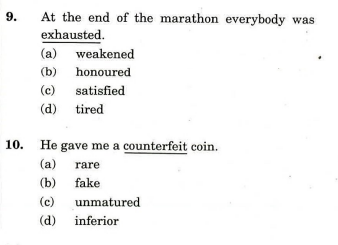 9. At the end of the marathon everybody was
exhausted.
(a) weakened
(b) honoured
(c) satisfied
(d) tired
10. He gave me a counterfeit coin.
(a) rare
(b) fake
(c) unmatured
(d) inferior